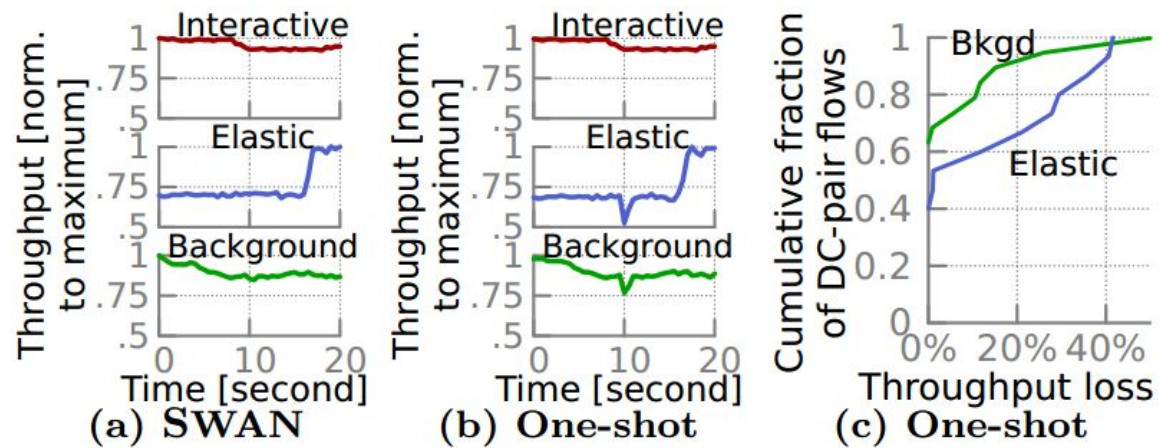 Throughput [norm.
to maximum]
Interactive
1
.75
.5
Elastic
1
.75
.5
Background
1
.75
.5
0 10 20
Time [second]
(a) SWAN
Throughput [norm.
to maximum]
Interactive
1
.75
.5
Elastic
1
.75
.5
Background
1
.75
.5
0 10 20
Time [second]
(b) One-shot
Cumulative fraction
of DC-pair flows
1
0.8
0.6
0.4
0.2
0
Bkgd
Elastic
0% 20% 40%
Throughput loss
(c) One-shot